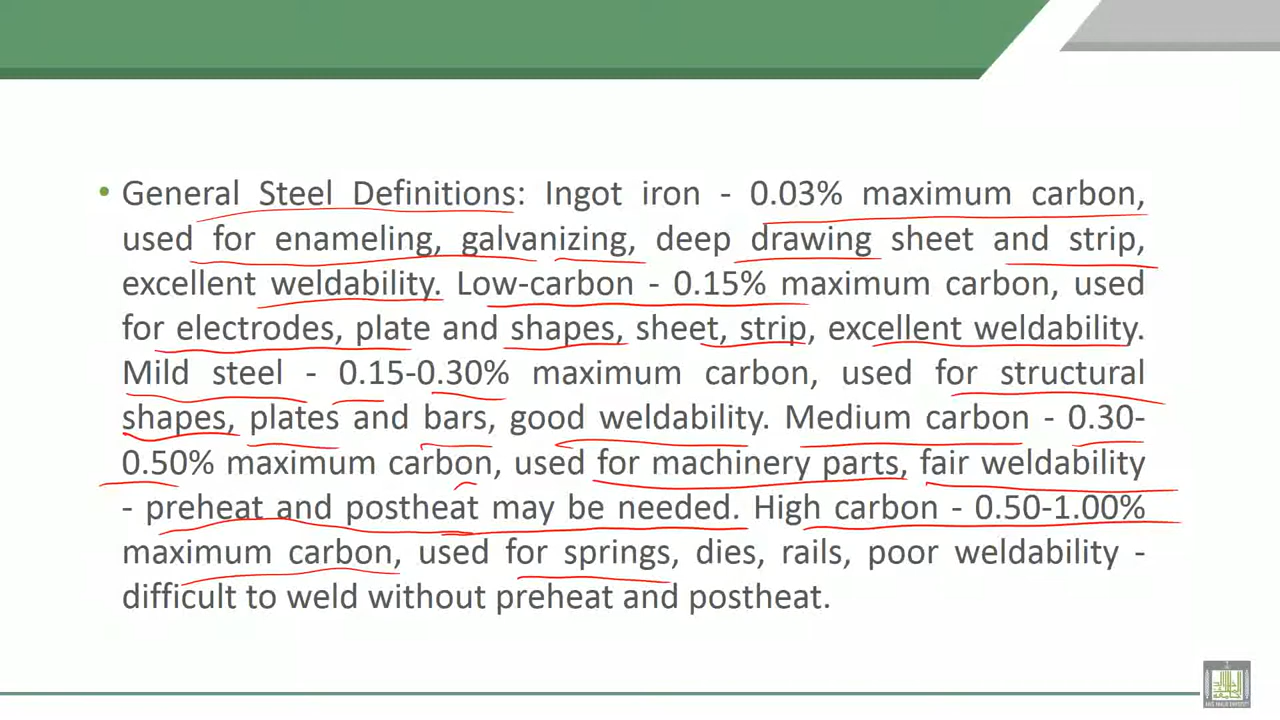 • General Steel Definitions: Ingot iron - 0.03% maximum carbon,
used for enameling, galvanizing, deep drawing sheet and strip,
excellent weldability. Low-carbon - 0.15% maximum carbon, used
for electrodes, plate and shapes, sheet, strip, excellent weldability.
Mild steel - 0.15-0.30% maximum carbon, used for structural
shapes, plates and bars, good weldability. Medium carbon - 0.30-
0.50% maximum carbon, used for machinery parts, fair weldability
- preheat and postheat may be needed. High carbon - 0.50-1.00%
maximum carbon, used for springs, dies, rails, poor weldability -
difficult to weld without preheat and postheat.